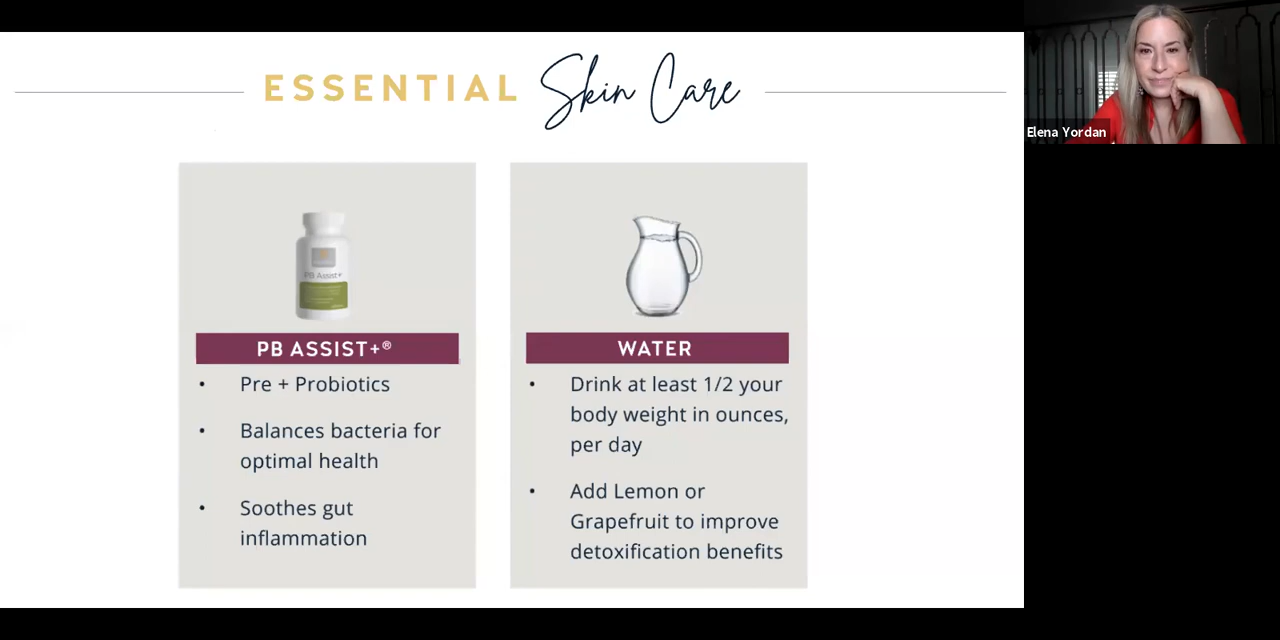 ESSENTIAL Skin Care
Elena Yordan
PB Assist+
PB ASSIST+®
• Pre + Probiotics
• Balances bacteria for
optimal health
• Soothes gut
inflammation
WATER
• Drink at least 1/2 your
body weight in ounces,
per day
• Add Lemon or
Grapefruit to improve
detoxification benefits